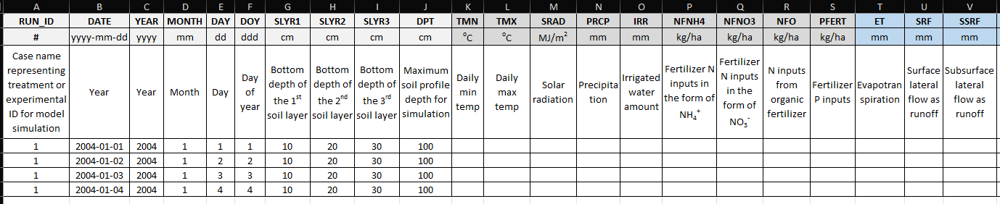 A B C D E F G H I J K L M N O P Q R S T U V
RUN_ID DATE YEAR MONTH DAY DOY SLYR1 SLYR2 SLYR3 DPT TMN TMX SRAD PRCP IRR NFNH4 NFNO3 NFO PFERT ET SRF SSRF
# yyyy-mm-dd yyyy mm dd ddd cm cm cm cm °C °C MJ/m² mm mm kg/ha kg/ha kg/ha kg/ha mm mm mm
Case name
representing
treatment or
experimental
ID for model
simulation
Year
Year
Month
Day
Day
of
year
Bottom
depth of
the 1st
soil layer
Bottom
depth of
the 2nd
soil layer
Bottom
depth of
the 3rd
soil layer
Maximum
soil profile
depth for
simulation
Daily
min
temp
Daily
max
temp
Solar
radiation
Precipita
tion
Irrigated
water
amount
Fertilizer N
inputs in
the form of
NH₄⁺
Fertilizer
N inputs
in the
form of
NO₃⁻
N inputs
from
organic
fertilizer
Fertilizer
P inputs
Evapotran
spiration
Surface
lateral
flow as
runoff
Subsurface
lateral
flow as
runoff
1 2004-01-01 2004 1 1 1 10 20 30 100
1 2004-01-02 2004 1 2 2 10 20 30 100
1 2004-01-03 2004 1 3 3 10 20 30 100
1 2004-01-04 2004 1 4 4 10 20 30 100